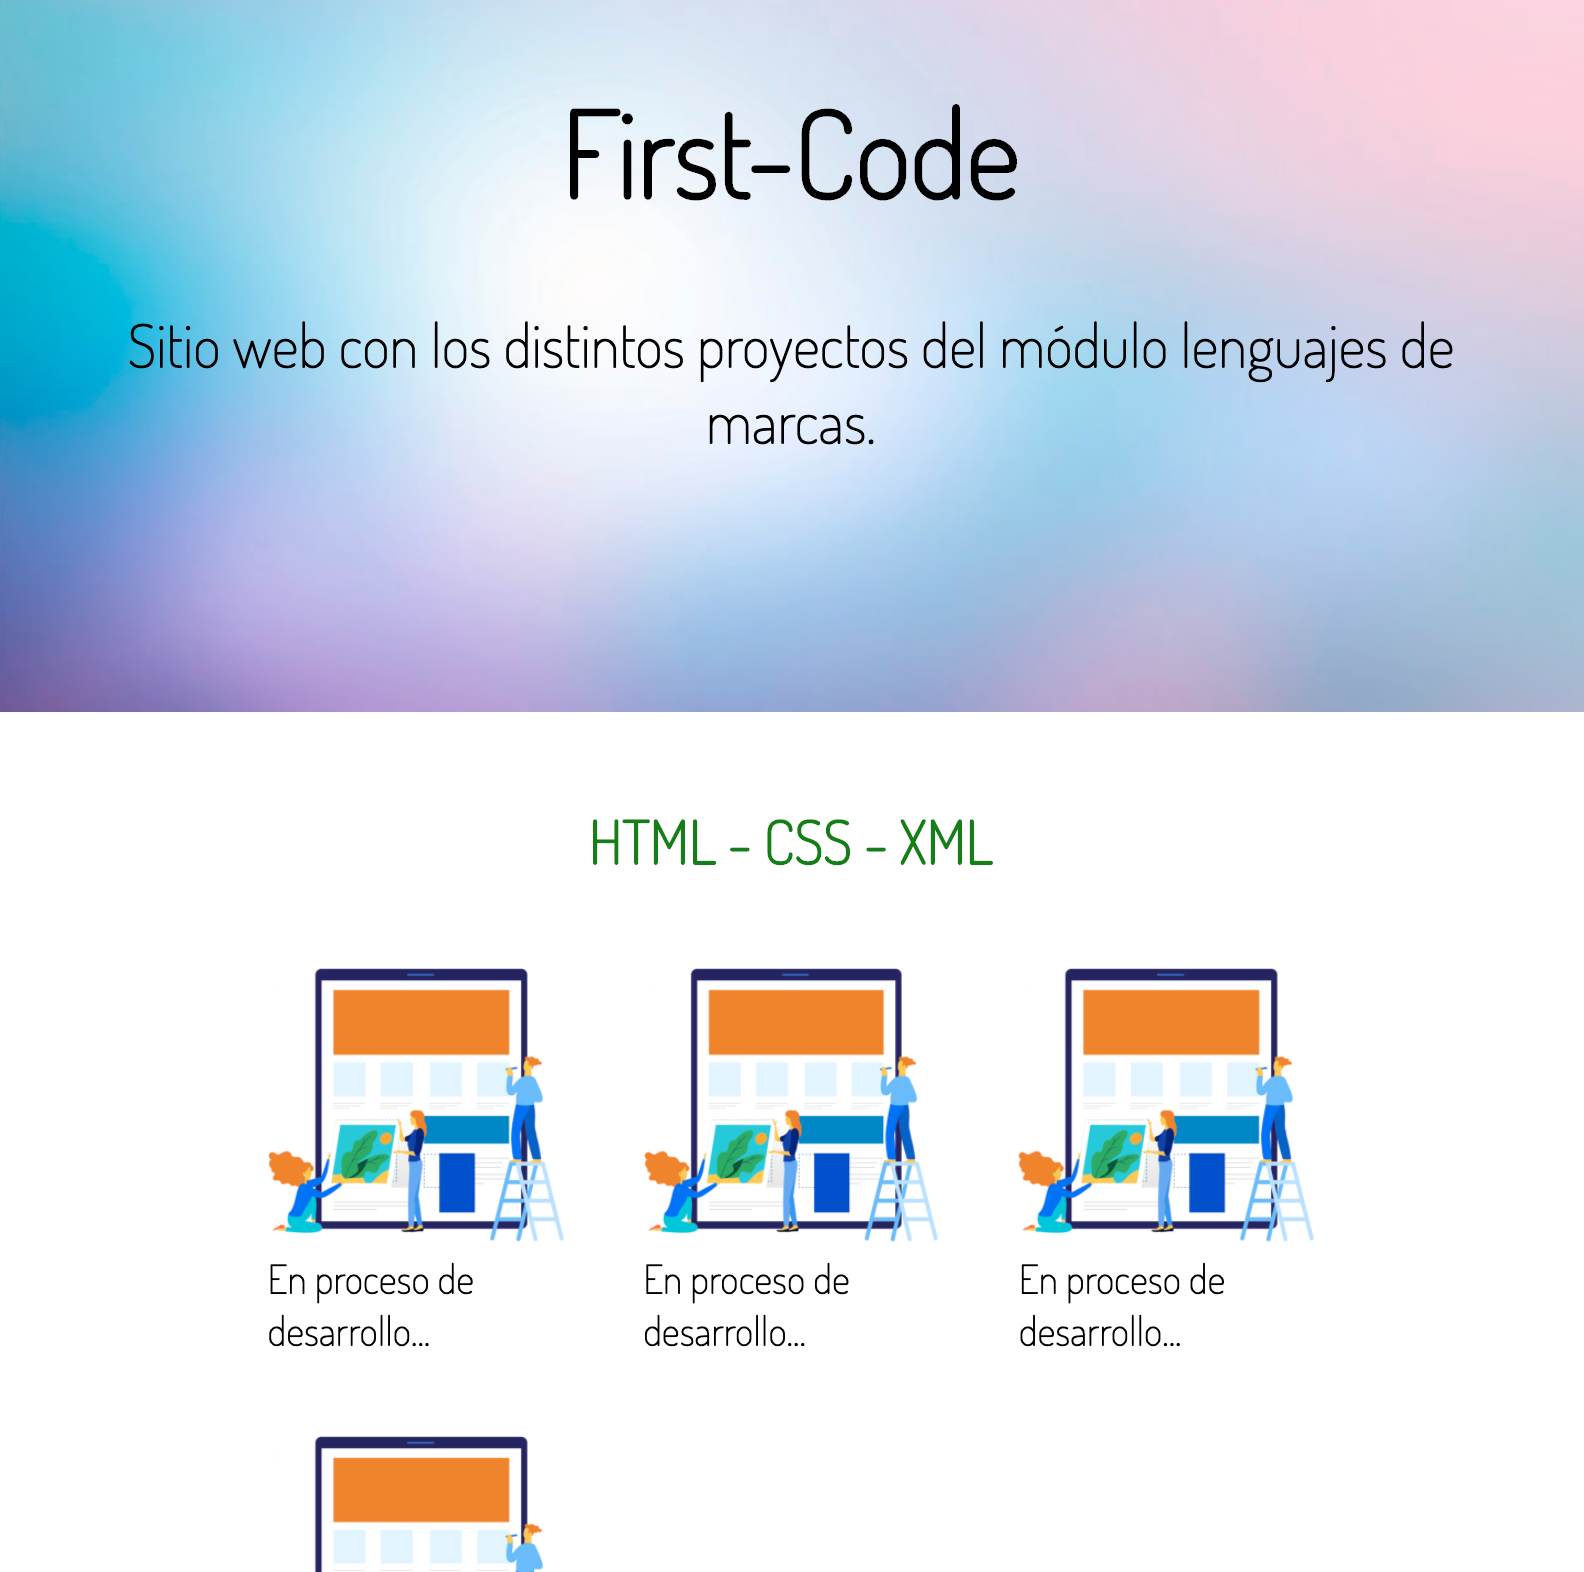 First-Code
Sitio web con los distintos proyectos del módulo lenguajes de
marcas.
HTML - CSS - XML
En proceso de
desarrollo...
En proceso de
desarrollo...
En proceso de
desarrollo...